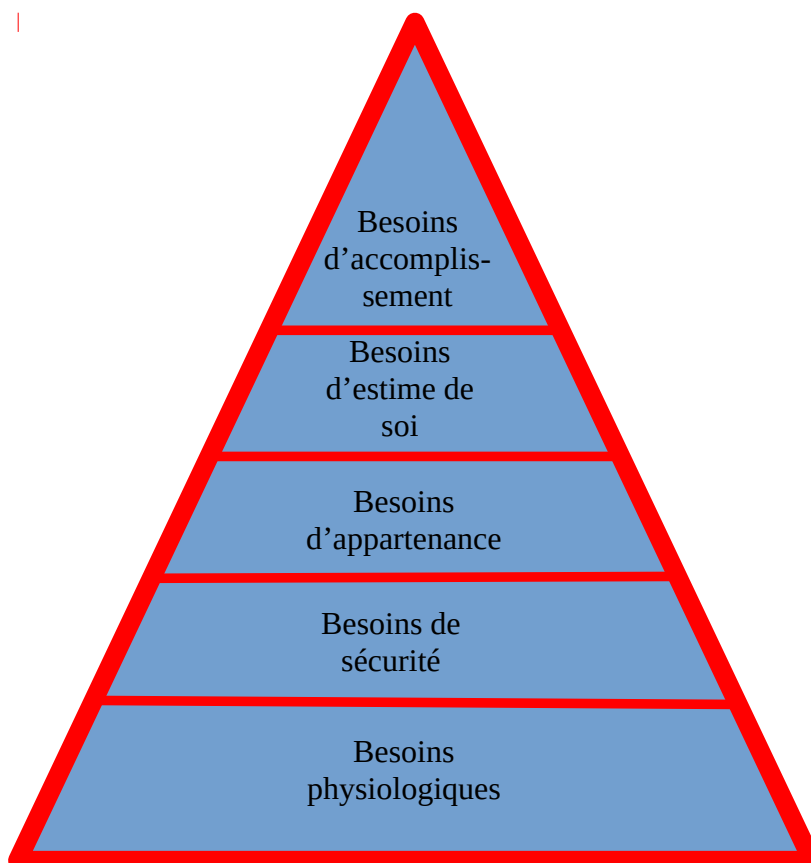 Besoins
d’accomplis-
sement
Besoins
d’estime de
soi
Besoins
d’appartenance
Besoins de
sécurité
Besoins
physiologiques